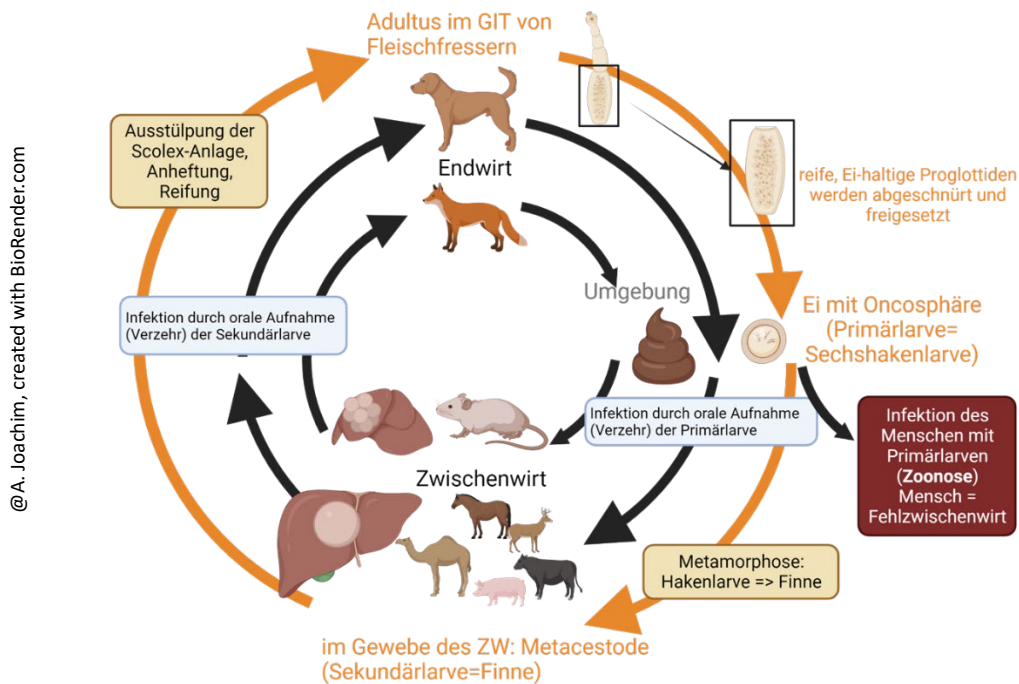 @A. Joachim, created with BioRender.com
Adultus im GIT von
Fleischfressern
Ausstülpung der
Scolex-Anlage,
Anheftung,
Reifung
Endwirt
reife, Ei-haltige Proglottiden
werden abgeschnürt und
freigesetzt
Umgebung
Ei mit Oncosphäre
(Primärlarve=
Sechshakenlarve)
Infektion durch orale Aufnahme
(Verzehr) der Sekundärlarve
Infektion durch orale Aufnahme
(Verzehr) der Primärlarve
Infektion des
Menschen mit
Primärlarven
(Zoonose)
Mensch =
Fehlzwischenwirt
Zwischenwirt
Metamorphose:
Hakenlarve => Finne
im Gewebe des ZW: Metacestode
(Sekundärlarve=Finne)